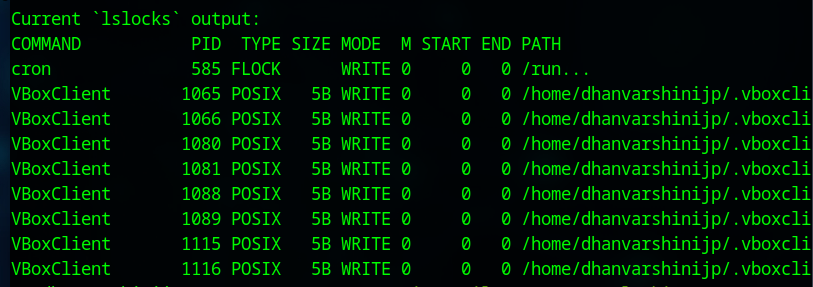 Current `lslocks` output:
COMMAND PID TYPE SIZE MODE M START END PATH
cron 585 FLOCK WRITE 0 0 0 /run...
VBoxClient 1065 POSIX 5B WRITE 0 0 0 /home/dhanvarshinijp/.vboxcli
VBoxClient 1066 POSIX 5B WRITE 0 0 0 /home/dhanvarshinijp/.vboxcli
VBoxClient 1080 POSIX 5B WRITE 0 0 0 /home/dhanvarshinijp/.vboxcli
VBoxClient 1081 POSIX 5B WRITE 0 0 0 /home/dhanvarshinijp/.vboxcli
VBoxClient 1088 POSIX 5B WRITE 0 0 0 /home/dhanvarshinijp/.vboxcli
VBoxClient 1089 POSIX 5B WRITE 0 0 0 /home/dhanvarshinijp/.vboxcli
VBoxClient 1115 POSIX 5B WRITE 0 0 0 /home/dhanvarshinijp/.vboxcli
VBoxClient 1116 POSIX 5B WRITE 0 0 0 /home/dhanvarshinijp/.vboxcli